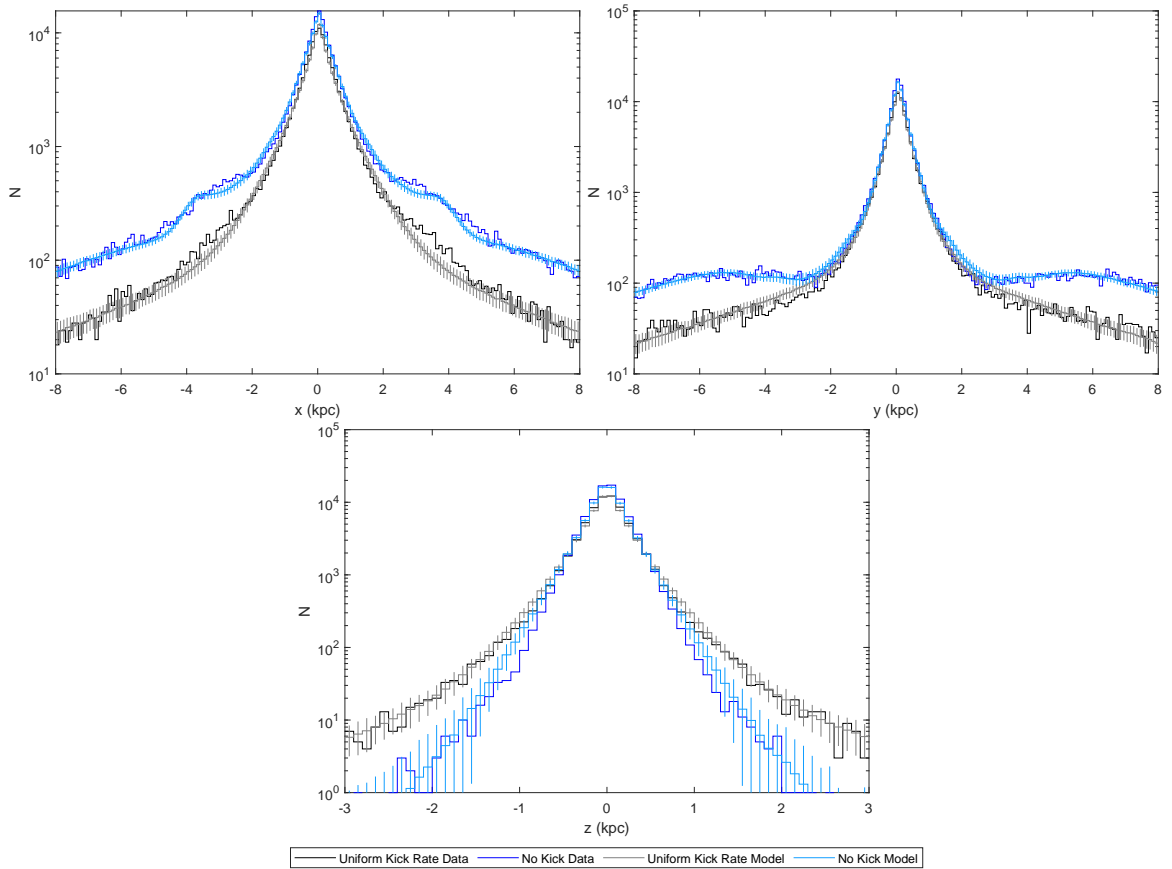 10^4
10^3
10^2
10^1
N
-8 -6 -4 -2 0 2 4 6 8
x (kpc)
10^5
10^4
10^3
10^2
10^1
N
-8 -6 -4 -2 0 2 4 6 8
y (kpc)
10^5
10^4
10^3
10^2
10^1
10^0
N
-3 -2 -1 0 1 2 3
z (kpc)
Uniform Kick Rate Data No Kick Data Uniform Kick Rate Model No Kick Model